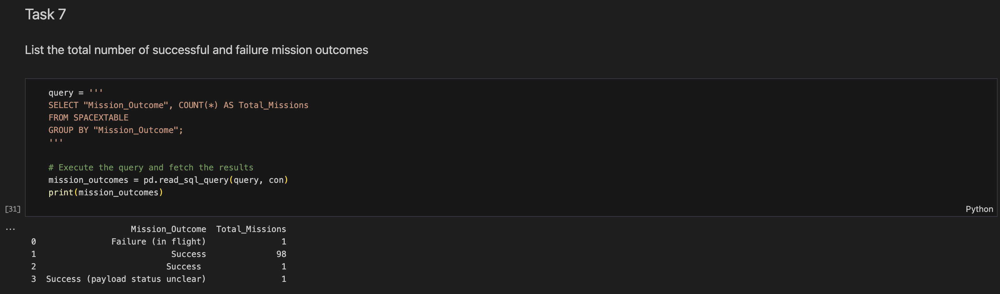 Task 7
List the total number of successful and failure mission outcomes
query = '''
SELECT "Mission_Outcome", COUNT(*) AS Total_Missions
FROM SPACEXTABLE
GROUP BY "Mission_Outcome";
'''
# Execute the query and fetch the results
mission_outcomes = pd.read_sql_query(query, con)
print(mission_outcomes)
[31]
Python
...
Mission_Outcome  Total_Missions
0 Failure (in flight) 1
1 Success 98
2 Success 1
3 Success (payload status unclear) 1